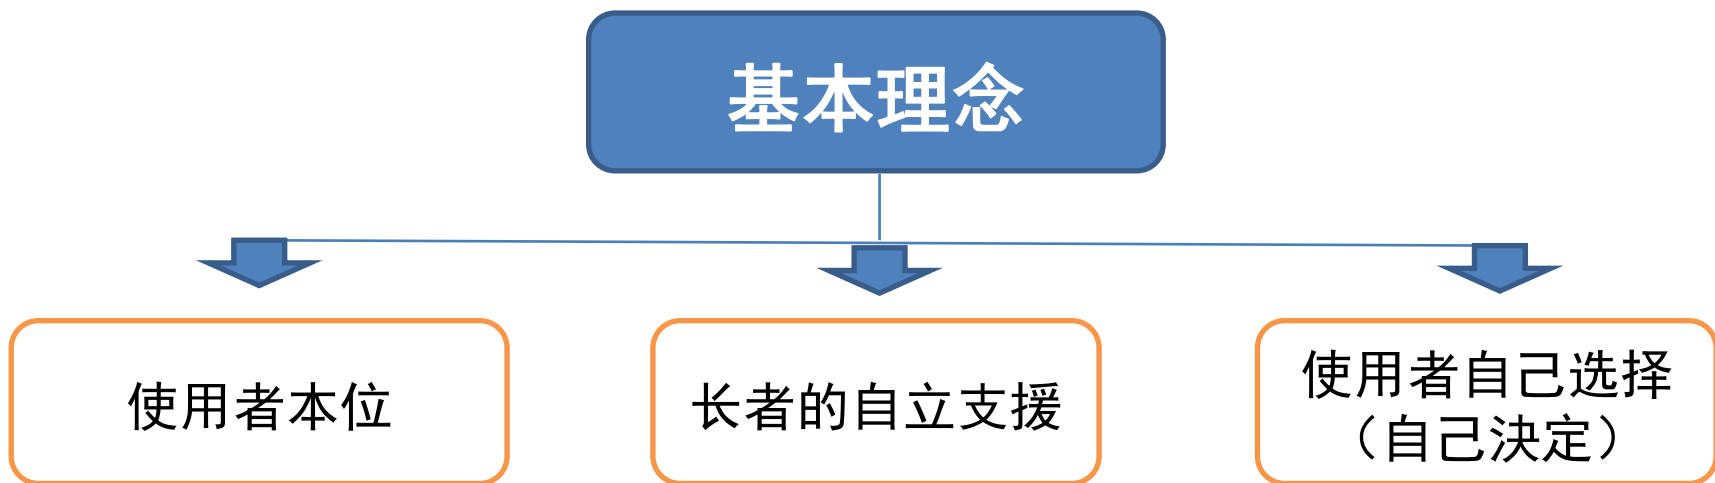 基本理念
使用者本位
长者的自立支援
使用者自己选择
（自己決定）